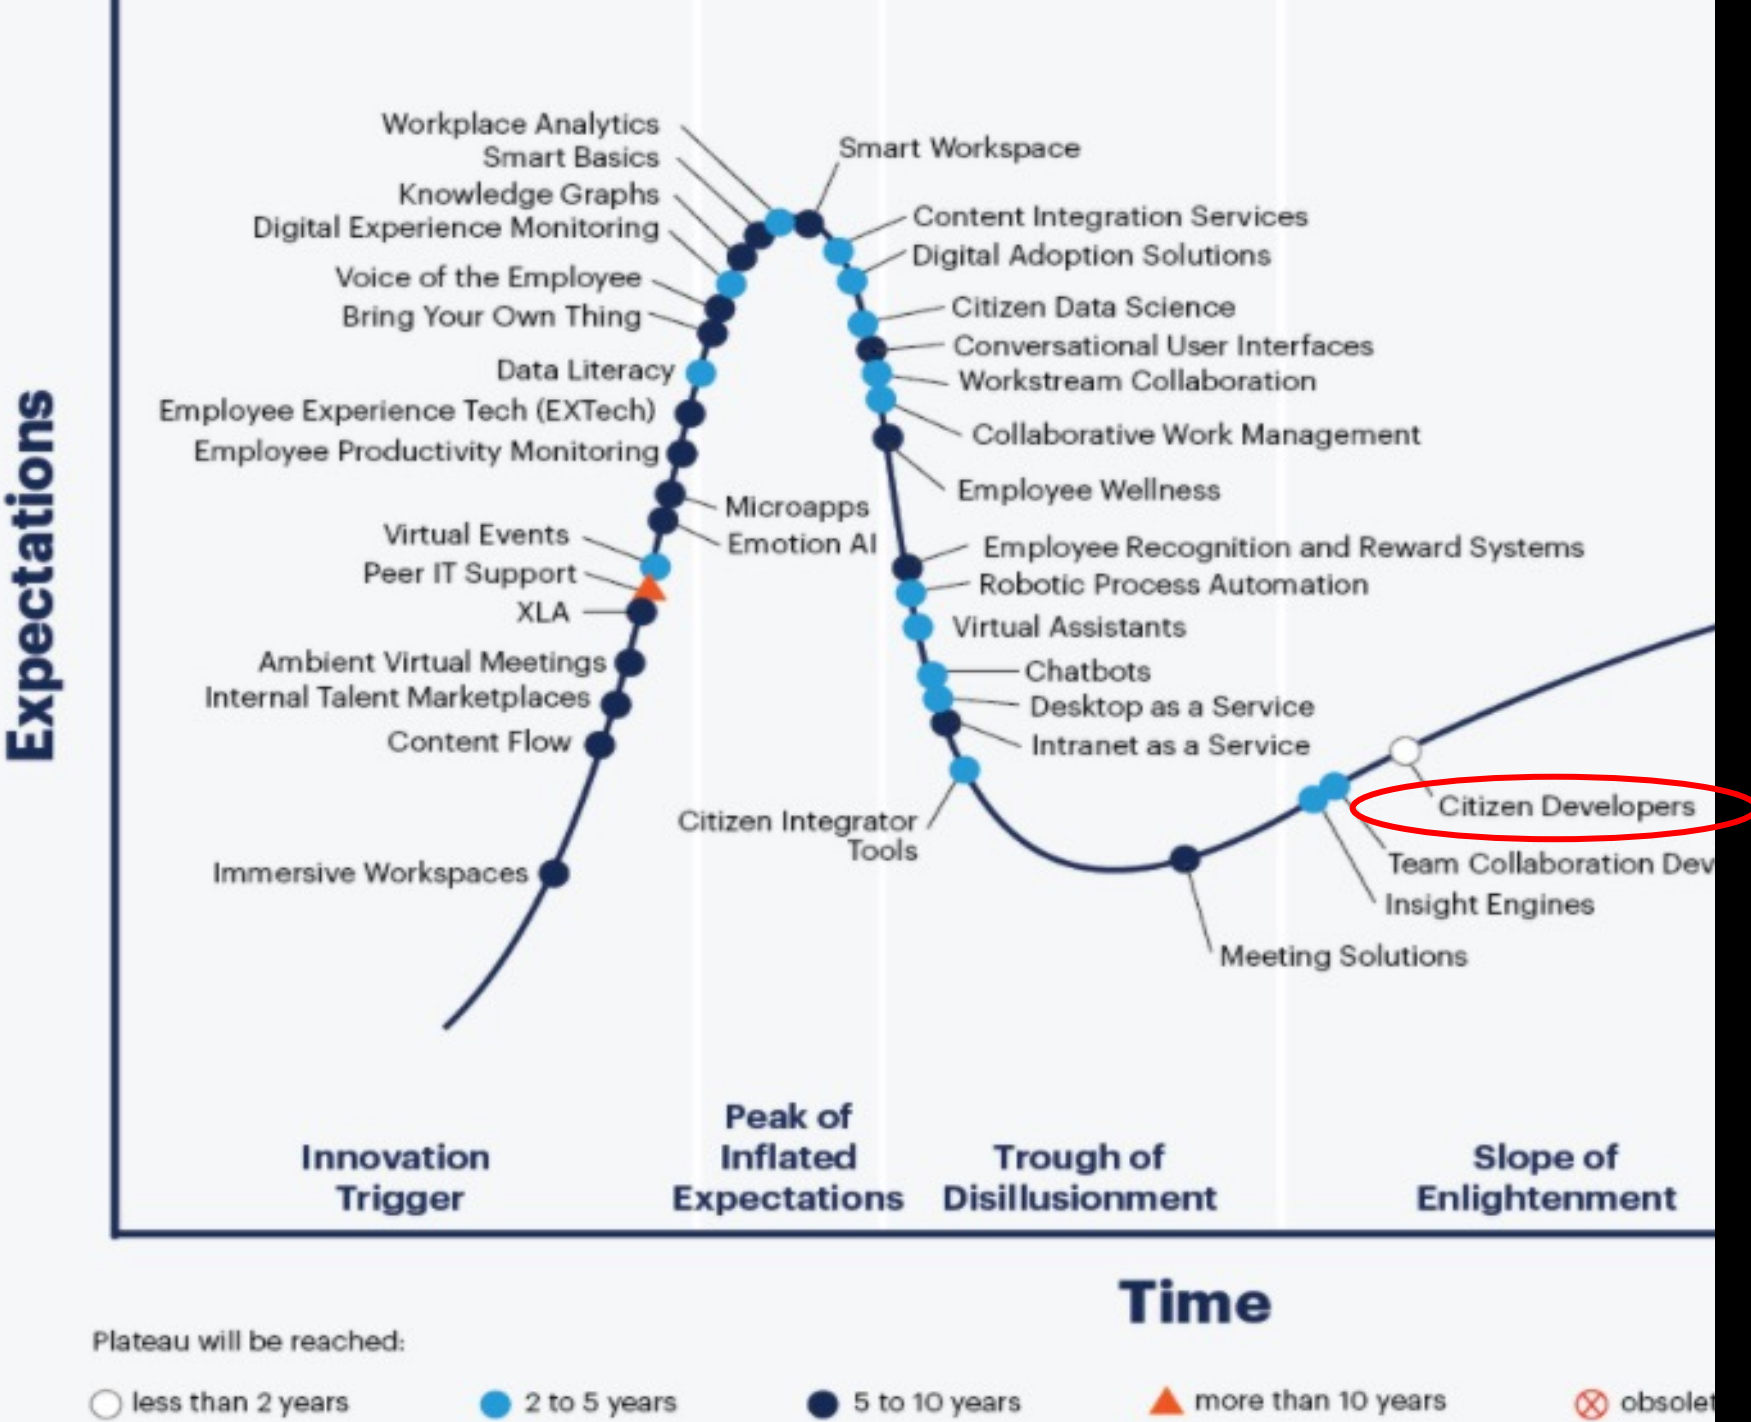 Expectations
Workplace Analytics
Smart Basics
Knowledge Graphs
Digital Experience Monitoring
Voice of the Employee
Bring Your Own Thing
Data Literacy
Employee Experience Tech (EXTech)
Employee Productivity Monitoring
Microapps
Emotion AI
Virtual Events
Peer IT Support
XLA
Ambient Virtual Meetings
Internal Talent Marketplaces
Content Flow
Immersive Workspaces
Smart Workspace
Content Integration Services
Digital Adoption Solutions
Citizen Data Science
Conversational User Interfaces
Workstream Collaboration
Collaborative Work Management
Employee Wellness
Employee Recognition and Reward Systems
Robotic Process Automation
Virtual Assistants
Chatbots
Desktop as a Service
Intranet as a Service
Citizen Integrator
Tools
Citizen Developers
Team Collaboration Dev
Insight Engines
Meeting Solutions
Innovation
Trigger
Peak of
Inflated
Expectations
Trough of
Disillusionment
Slope of
Enlightenment
Time
Plateau will be reached:
less than 2 years
2 to 5 years
5 to 10 years
more than 10 years
obsolet